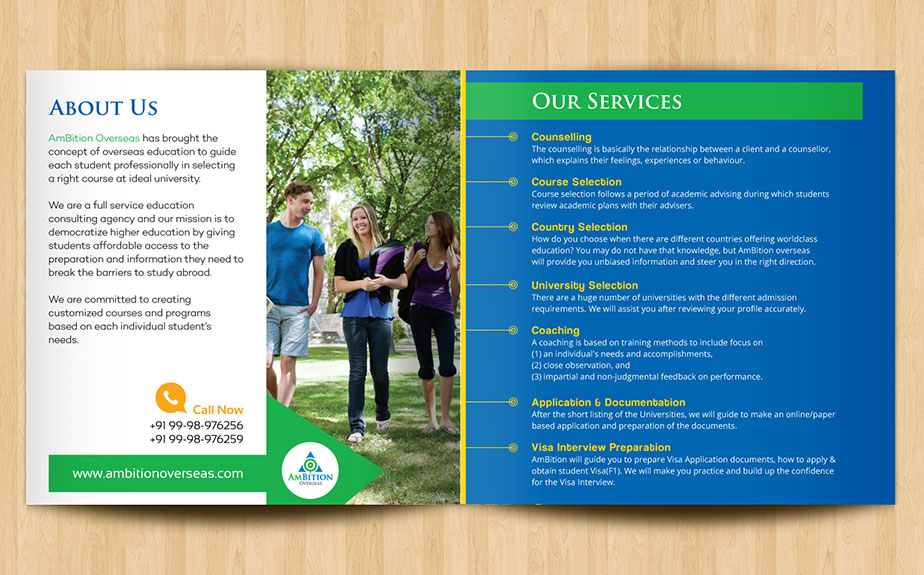 About Us
AmBition Overseas has brought the
concept of overseas education to guide
each student professionally in selecting
a right course at ideal university.
We are a full service education
consulting agency and our mission is to
democratize higher education by giving
students affordable access to the
preparation and information they need to
break the barriers to study abroad.
We are committed to creating
customized courses and programs
based on each individual student's
needs.
Call Now
+91 99-98-976256
+91 99-98-976259
www.ambitionoverseas.com
AmBition
Overseas
Our Services
Counselling
The counselling is basically the relationship between a client and a counsellor,
which explains their feelings, experiences or behaviour.
Course Selection
Course selection follows a period of academic advising during which students
review academic plans with their advisers.
Country Selection
How do you choose when there are different countries offering worldclass
education? You may do not have that knowledge, but AmBition overseas
will provide you unbiased information and steer you in the right direction.
University Selection
There are a huge number of universities with the different admission
requirements. We will assist you after reviewing your profile accurately.
Coaching
A coaching is based on training methods to include focus on
(1) an individual's needs and accomplishments,
(2) close observation, and
(3) impartial and non-judgmental feedback on performance.
Application & Documentation
After the short listing of the Universities, we will guide to make an online/paper
based application and preparation of the documents.
Visa Interview Preparation
AmBition will guide you to prepare Visa Application documents, how to apply &
obtain student Visa(F1). We will make you practice and build up the confidence
for the Visa Interview.